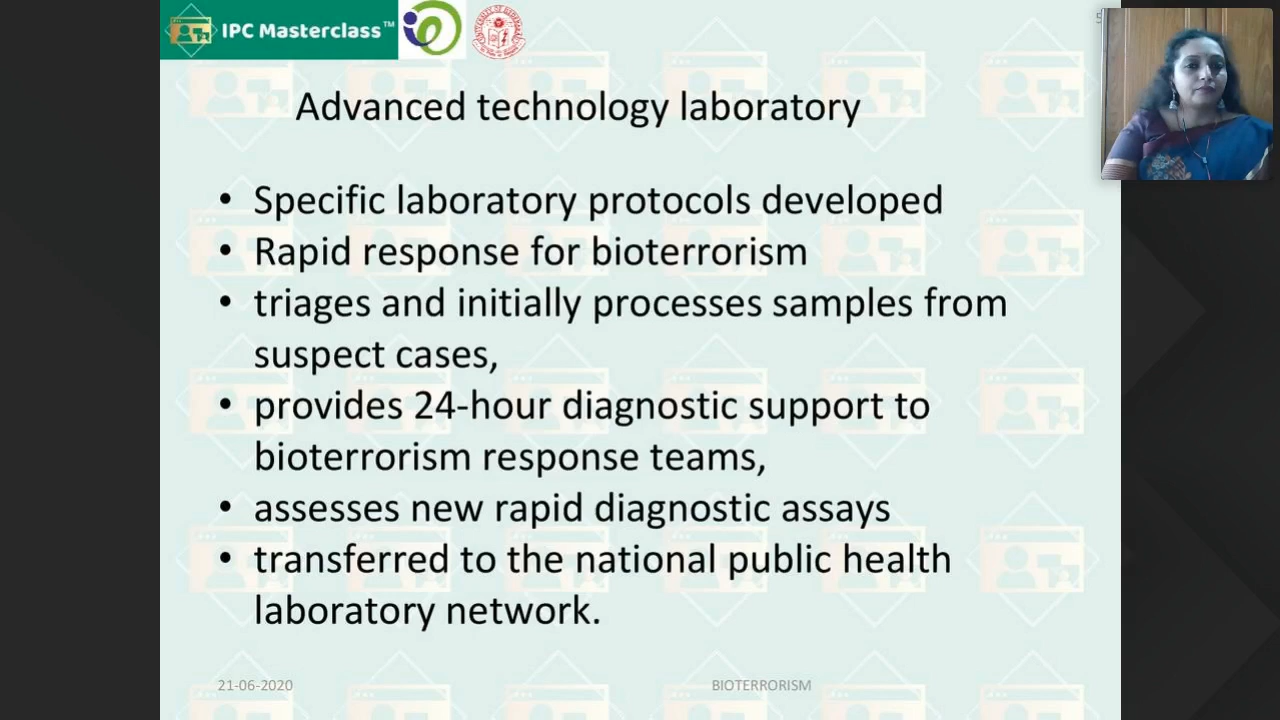 IPC Masterclass™
Advanced technology laboratory
• Specific laboratory protocols developed
• Rapid response for bioterrorism
• triages and initially processes samples from
suspect cases,
• provides 24-hour diagnostic support to
bioterrorism response teams,
• assesses new rapid diagnostic assays
• transferred to the national public health
laboratory network.
21-06-2020
BIOTERRORISM